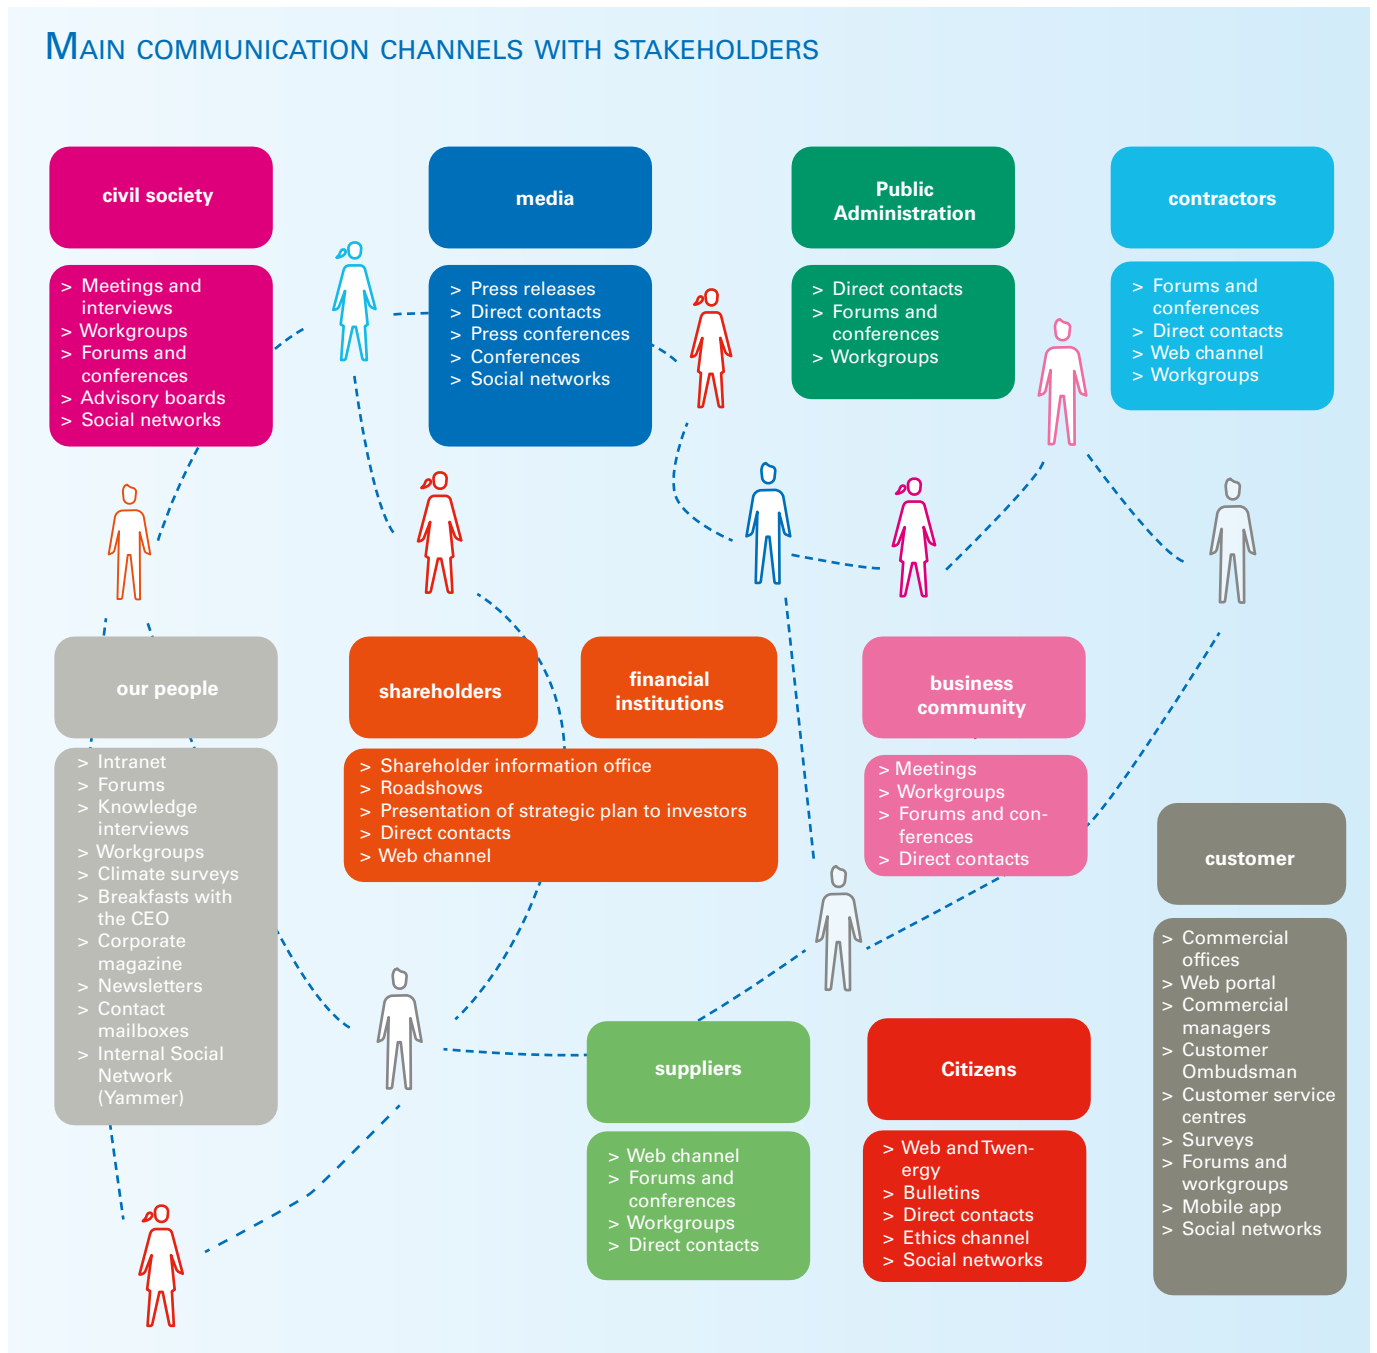 MAIN COMMUNICATION CHANNELS WITH STAKEHOLDERS
civil society
> Meetings and
interviews
> Workgroups
> Forums and
conferences
> Advisory boards
> Social networks
media
> Press releases
> Direct contacts
> Press conferences
> Conferences
> Social networks
Public
Administration
> Direct contacts
> Forums and
conferences
> Workgroups
contractors
> Forums and
conferences
> Direct contacts
> Web channel
> Workgroups
our people
> Intranet
> Forums
> Knowledge
interviews
> Workgroups
> Climate surveys
> Breakfasts with
the CEO
> Corporate
magazine
> Newsletters
> Contact
mailboxes
> Internal Social
Network
(Yammer)
shareholders
financial
institutions
> Shareholder information office
> Roadshows
> Presentation of strategic plan to investors
> Direct contacts
> Web channel
business
community
> Meetings
> Workgroups
> Forums and con-
ferences
> Direct contacts
customer
> Commercial
offices
> Web portal
> Commercial
managers
> Customer
Ombudsman
> Customer service
centres
> Surveys
> Forums and
workgroups
> Mobile app
> Social networks
suppliers
> Web channel
> Forums and
conferences
> Workgroups
> Direct contacts
Citizens
> Web and Twen-
ergy
> Bulletins
> Direct contacts
> Ethics channel
> Social networks